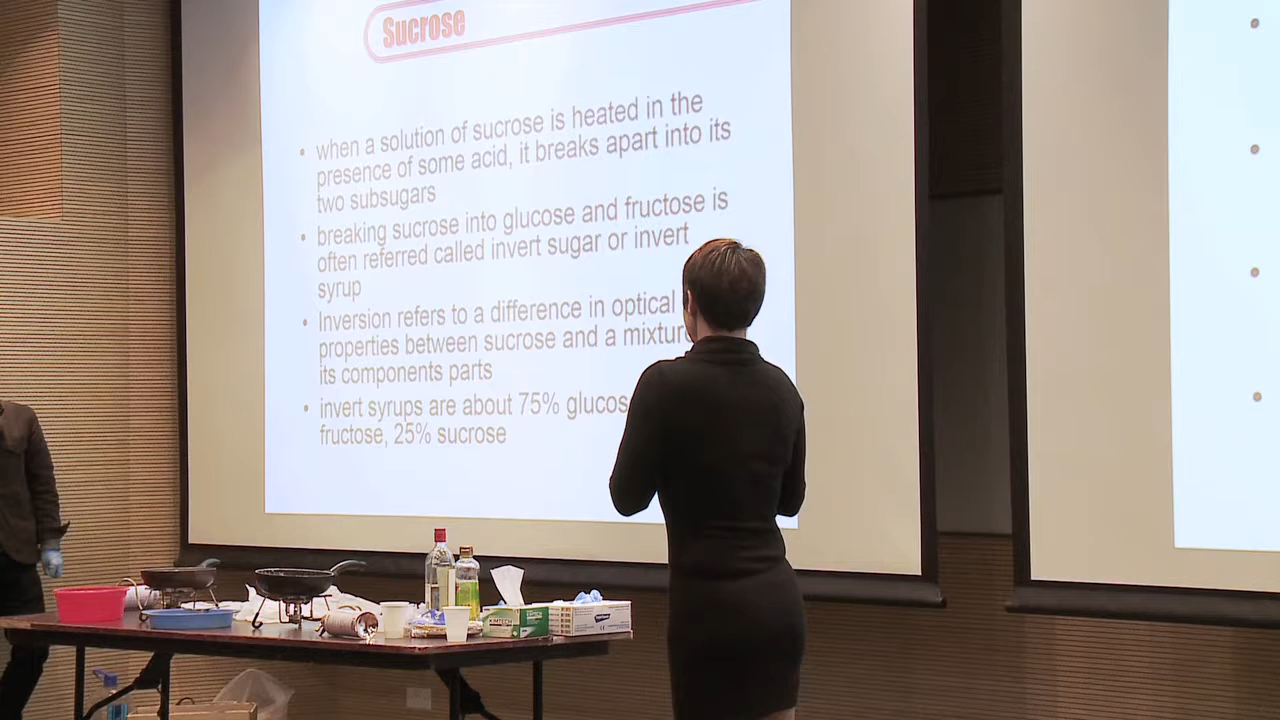 Sucrose
• when a solution of sucrose is heated in the
presence of some acid, it breaks apart into its
two subsugars
• breaking sucrose into glucose and fructose is
often referred called invert sugar or invert
syrup
• Inversion refers to a difference in optical
properties between sucrose and a mixtur
its components parts
• invert syrups are about 75% glucos
fructose, 25% sucrose
KIMTECH